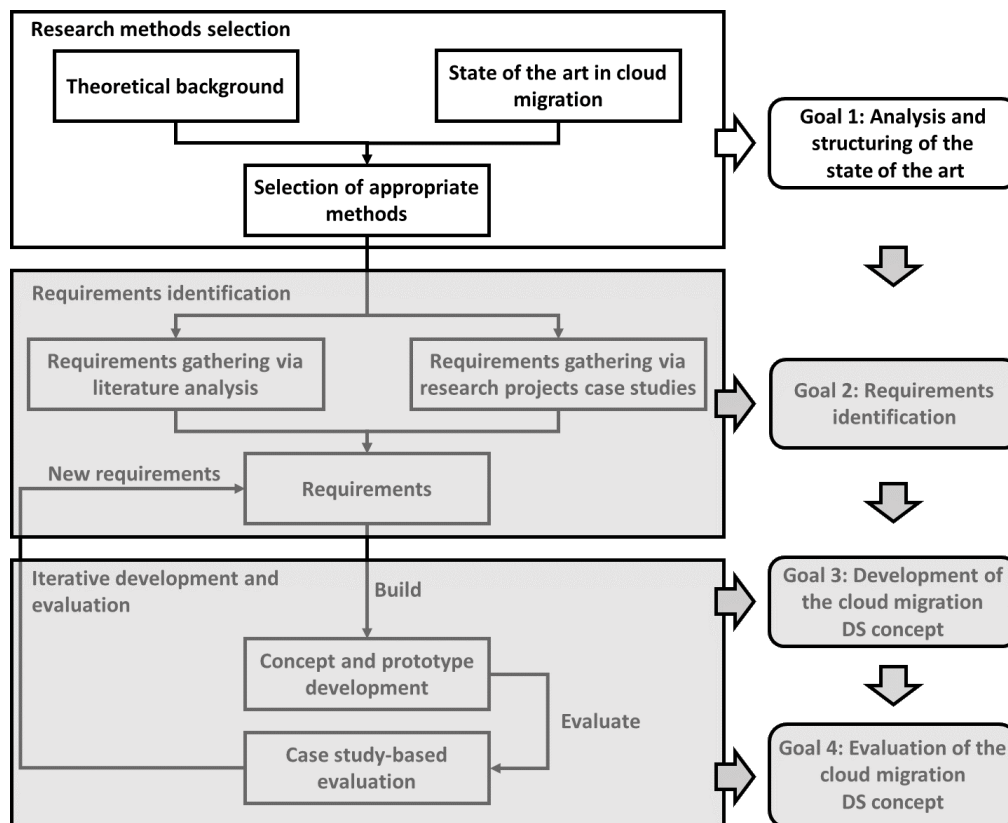 Research methods selection
Theoretical background
State of the art in cloud
migration
Selection of appropriate
methods
Goal 1: Analysis and
structuring of the
state of the art
Requirements identification
Requirements gathering via
literature analysis
Requirements gathering via
research projects case studies
New requirements
Requirements
Goal 2: Requirements
identification
Iterative development and
evaluation
Build
Concept and prototype
development
Evaluate
Case study-based
evaluation
Goal 3: Development of
the cloud migration
DS concept
Goal 4: Evaluation of the
cloud migration
DS concept